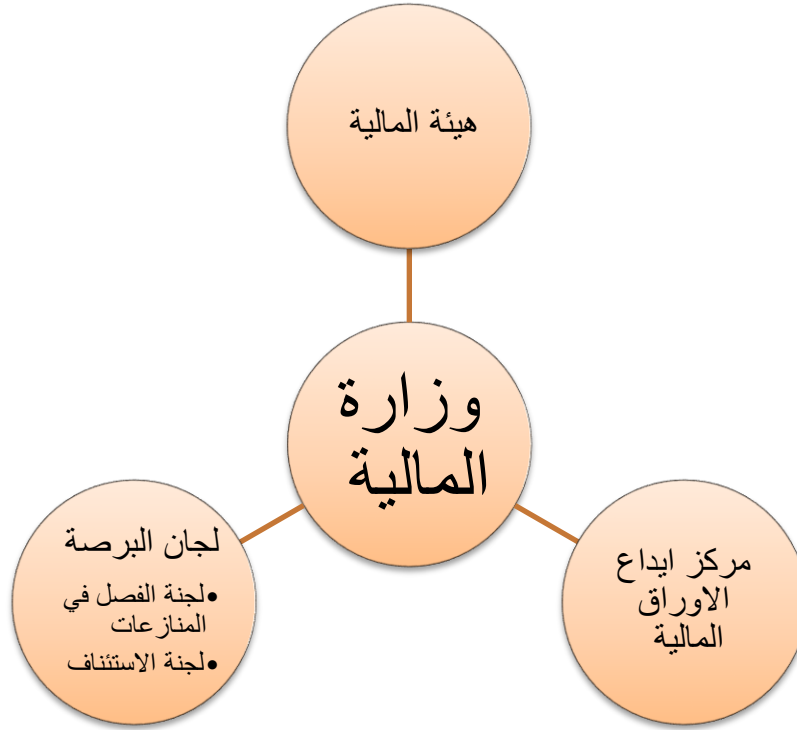 هيئة المالية
وزارة
المالية
لجان البرصة
•لجنة الفصل في
المنازعات
•لجنة الاستئناف
مركز ايداع
الاوراق
المالية